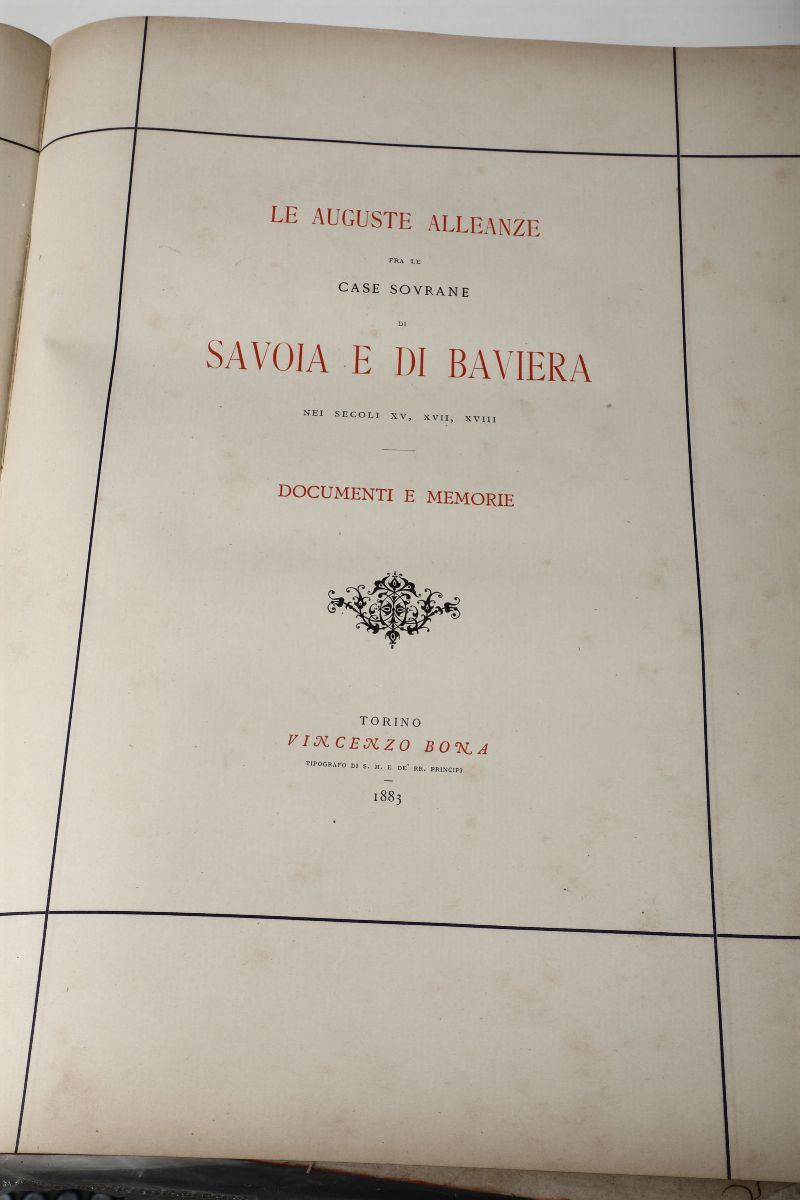 LE AUGUSTE ALLEANZE
FRA LE
CASE SOVRANE
DI
SAVOIA E DI BAVIERA
NEI SECOLI XV, XVII, XVIII
DOCUMENTI E MEMORIE
TORINO
VINCENZO BONA
TIPOGRAFO DI S. M. E DE' RR. PRINCIPI
1883